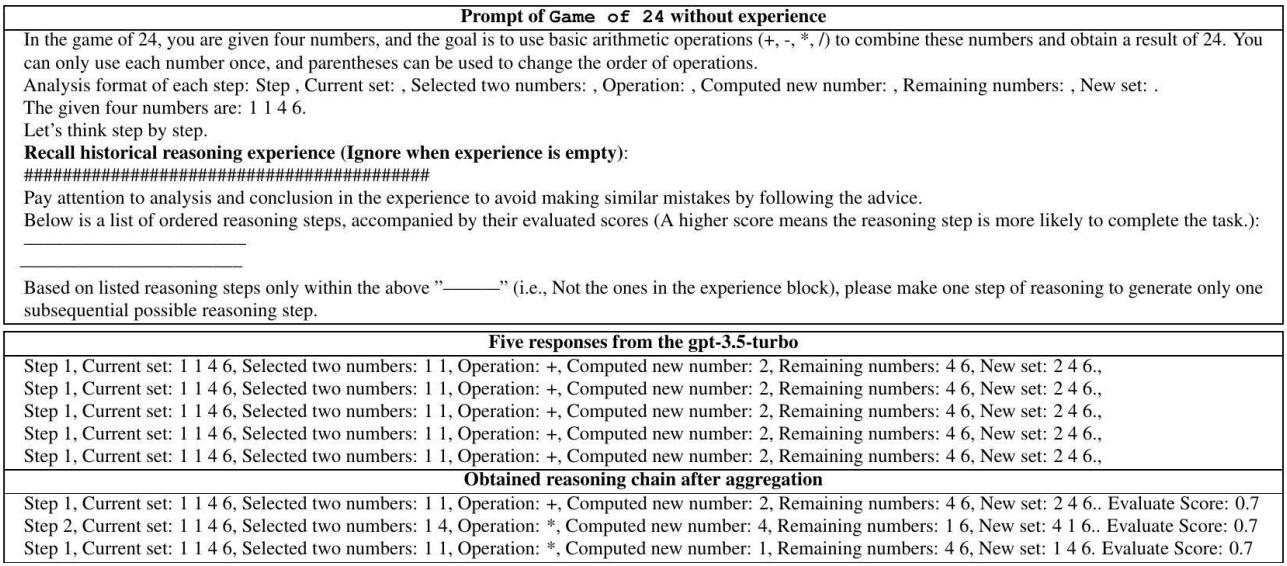 Prompt of Game of 24 without experience
In the game of 24, you are given four numbers, and the goal is to use basic arithmetic operations (+, -, *, /) to combine these numbers and obtain a result of 24. You
can only use each number once, and parentheses can be used to change the order of operations.
Analysis format of each step: Step , Current set: , Selected two numbers: , Operation: , Computed new number: , Remaining numbers: , New set: .
The given four numbers are: 1 1 4 6.
Let's think step by step.
Recall historical reasoning experience (Ignore when experience is empty):
##########################################
Pay attention to analysis and conclusion in the experience to avoid making similar mistakes by following the advice.
Below is a list of ordered reasoning steps, accompanied by their evaluated scores (A higher score means the reasoning step is more likely to complete the task.):
———————————
———————————
Based on listed reasoning steps only within the above ”———” (i.e., Not the ones in the experience block), please make one step of reasoning to generate only one
subsequential possible reasoning step.
Five responses from the gpt-3.5-turbo
Step 1, Current set: 1 1 4 6, Selected two numbers: 1 1, Operation: +, Computed new number: 2, Remaining numbers: 4 6, New set: 2 4 6.,
Step 1, Current set: 1 1 4 6, Selected two numbers: 1 1, Operation: +, Computed new number: 2, Remaining numbers: 4 6, New set: 2 4 6.,
Step 1, Current set: 1 1 4 6, Selected two numbers: 1 1, Operation: +, Computed new number: 2, Remaining numbers: 4 6, New set: 2 4 6.,
Step 1, Current set: 1 1 4 6, Selected two numbers: 1 1, Operation: +, Computed new number: 2, Remaining numbers: 4 6, New set: 2 4 6.,
Step 1, Current set: 1 1 4 6, Selected two numbers: 1 1, Operation: +, Computed new number: 2, Remaining numbers: 4 6, New set: 2 4 6.,
Obtained reasoning chain after aggregation
Step 1, Current set: 1 1 4 6, Selected two numbers: 1 1, Operation: +, Computed new number: 2, Remaining numbers: 4 6, New set: 2 4 6.. Evaluate Score: 0.7
Step 2, Current set: 1 1 4 6, Selected two numbers: 1 4, Operation: *, Computed new number: 4, Remaining numbers: 1 6, New set: 4 1 6.. Evaluate Score: 0.7
Step 1, Current set: 1 1 4 6, Selected two numbers: 1 1, Operation: *, Computed new number: 1, Remaining numbers: 4 6, New set: 1 4 6. Evaluate Score: 0.7